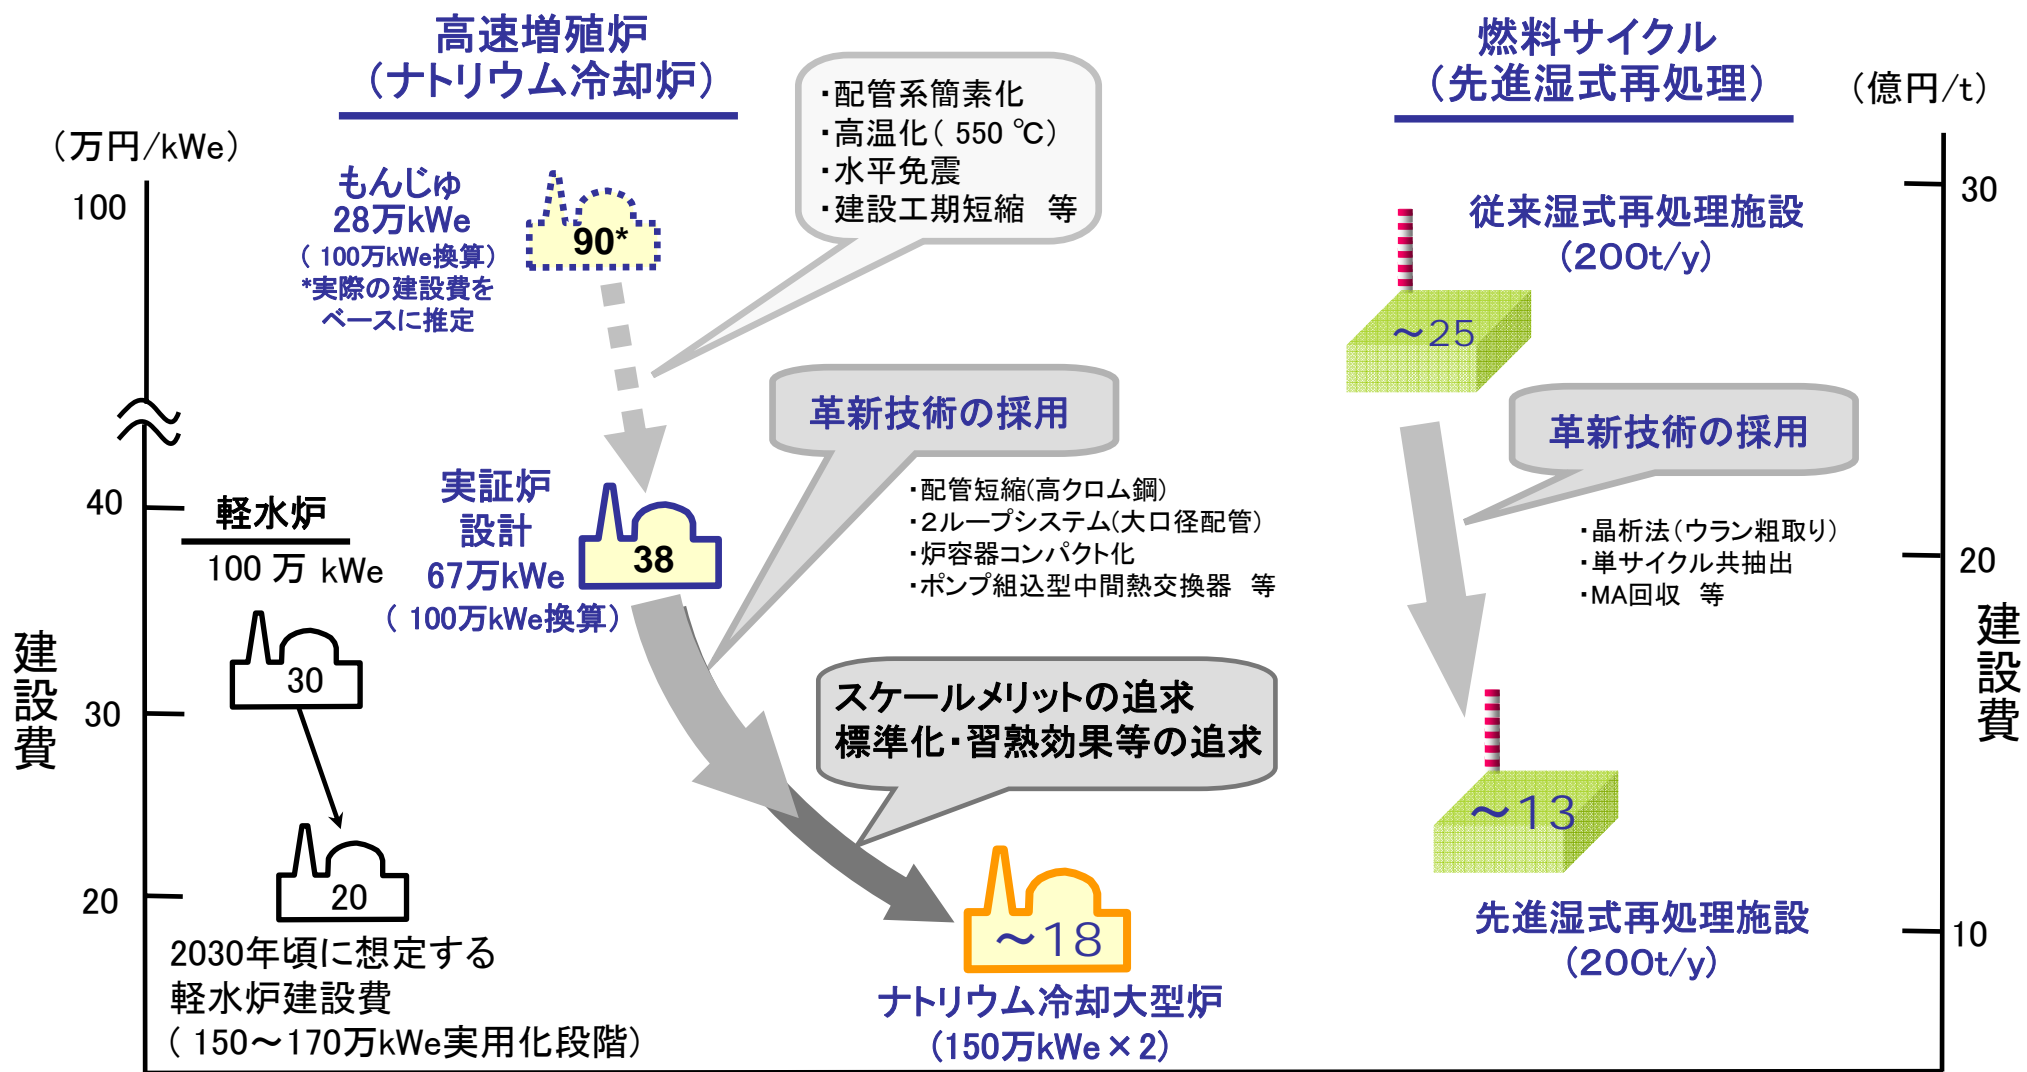 高速増殖炉
（ナトリウム冷却炉）
（万円/kWe）
100
40
30
20
建設費
もんじゅ
28万kWe
（100万kWe換算）
*実際の建設費を
ベースに推定
90*
・配管系簡素化
・高温化（550 ℃）
・水平免震
・建設工期短縮 等
革新技術の採用
・配管短縮(高クロム鋼)
・２ループシステム(大口径配管)
・炉容器コンパクト化
・ポンプ組込型中間熱交換器 等
実証炉
設計
67万kWe
（100万kWe換算）
38
軽水炉
100 万 kWe
30
20
2030年頃に想定する
軽水炉建設費
（150～170万kWe実用化段階）
スケールメリットの追求
標準化・習熟効果等の追求
～18
ナトリウム冷却大型炉
（150万kWe×2）
燃料サイクル
（先進湿式再処理）
（億円/t）
30
20
10
建設費
従来湿式再処理施設
（200t/y）
～25
革新技術の採用
・晶析法（ウラン粗取り）
・単サイクル共抽出
・MA回収 等
～13
先進湿式再処理施設
（200t/y）